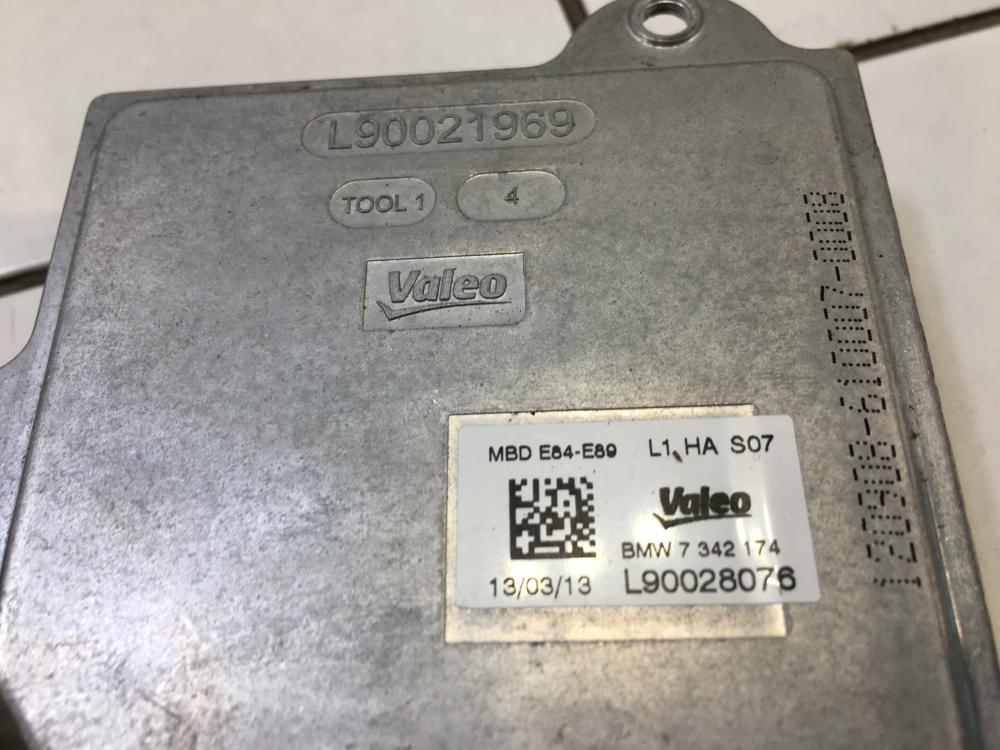 L90021969
TOOL 1 4
Valeo
MBD E84-E89 L1 HA S07
Valeo
BMW 7 342 174
13/03/13 L90028076